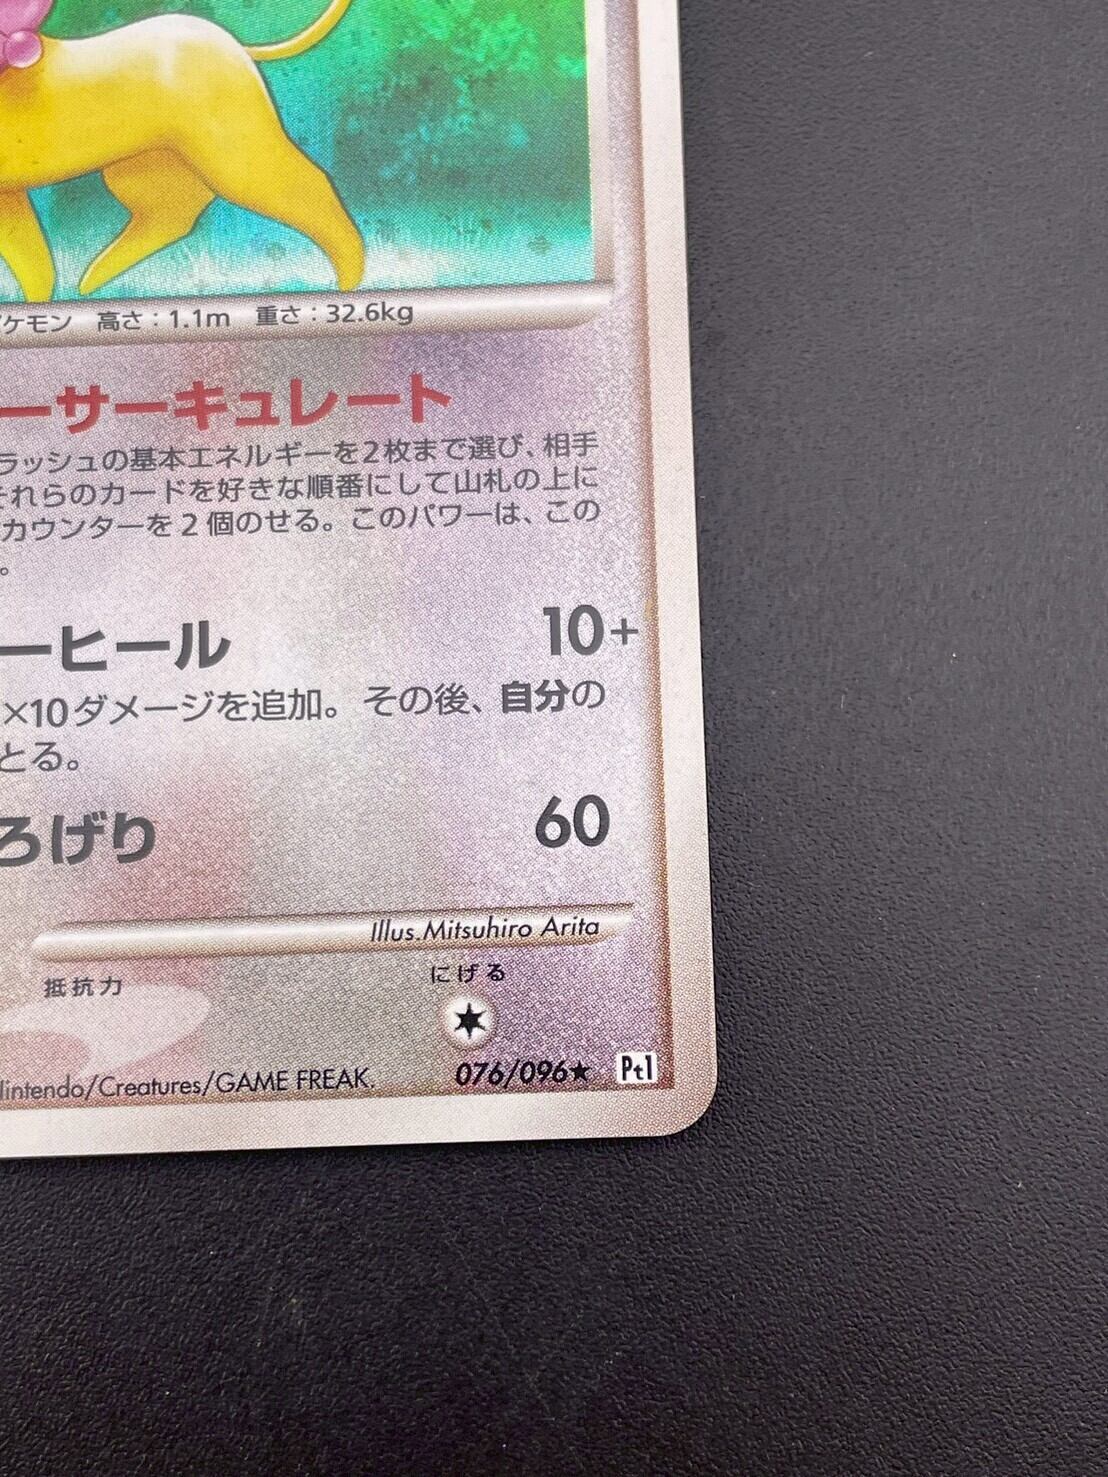 ケモン 高さ:1.1m 重さ:32.6kg
ーサーキュレート
ラッシュの基本エネルギーを2枚まで選び、相手
それらのカードを好きな順番にして山札の上に
カウンターを2個のせる。このパワーは、この
。
ーヒール 10+
×10ダメージを追加。その後、自分の
とる。
ろげり 60
Illus.Mitsuhiro Arita
抵抗力 にげる
Nintendo/Creatures/GAME FREAK. 076/096★ Pt1